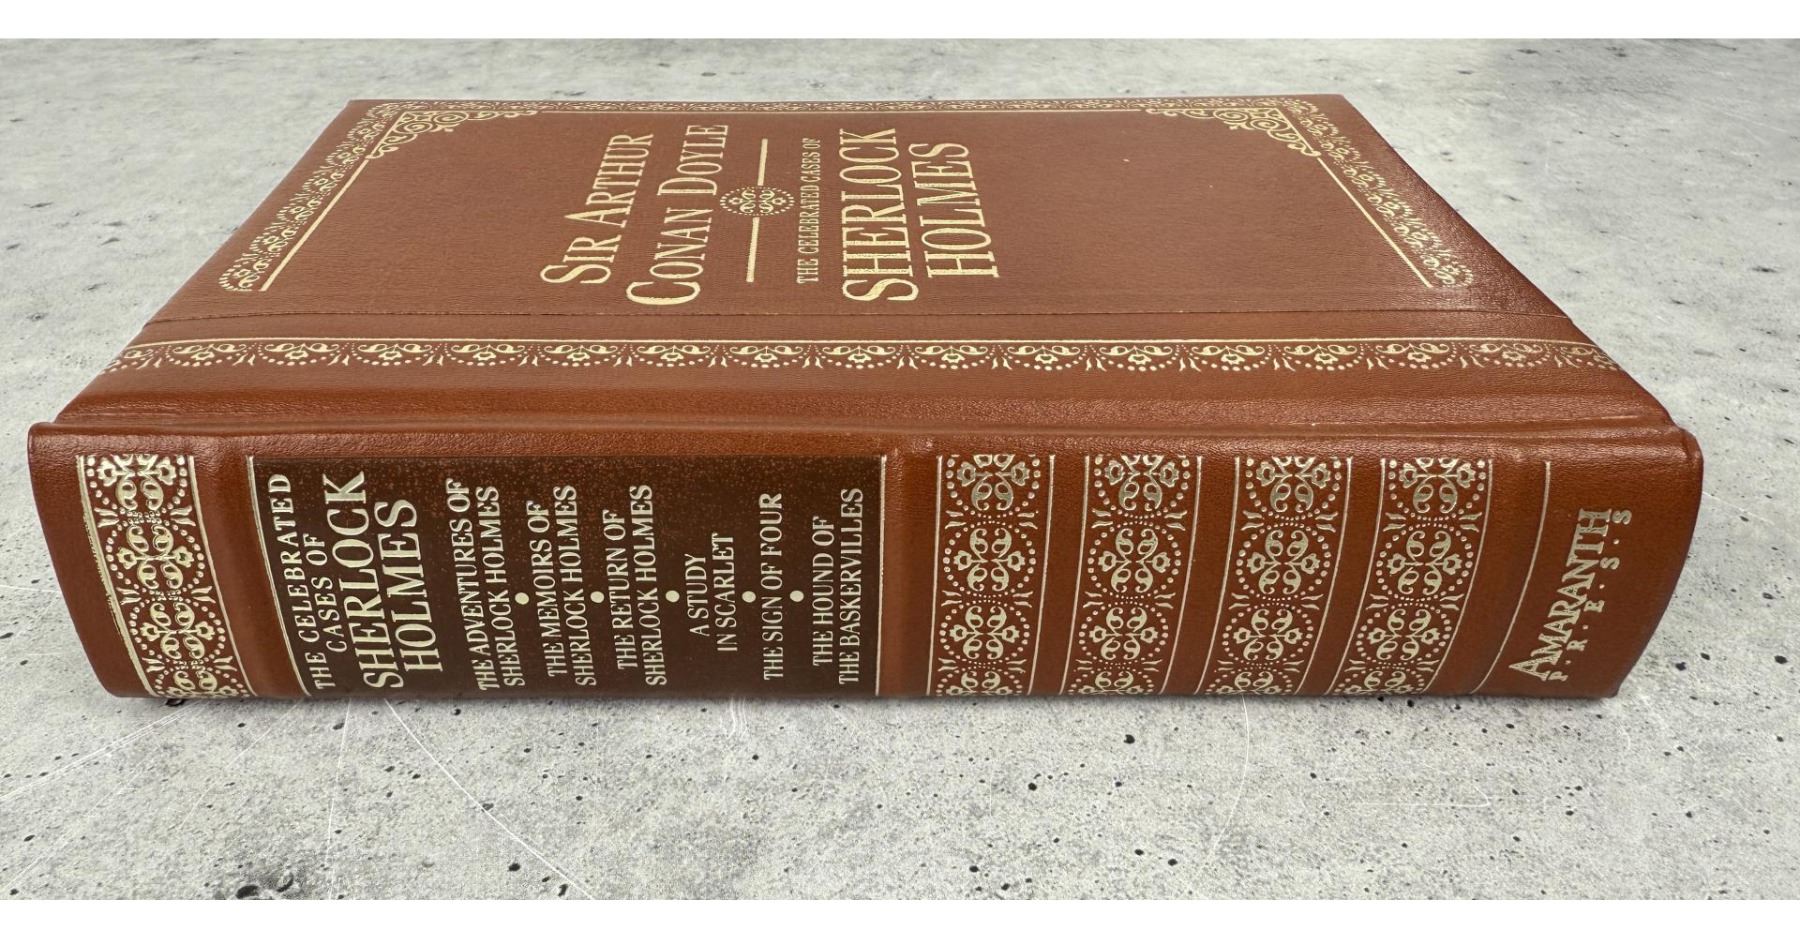 SIR ARTHUR
CONAN DOYLE
THE CELEBRATED CASES OF
SHERLOCK
HOLMES
THE CELEBRATED
CASES OF
SHERLOCK
HOLMES
THE ADVENTURES OF
SHERLOCK HOLMES
THE MEMOIRS OF
SHERLOCK HOLMES
THE RETURN OF
SHERLOCK HOLMES
A STUDY
IN SCARLET
THE SIGN OF FOUR
THE HOUND OF
THE BASKERVILLES
AMARANTH
P·R·E·S·S